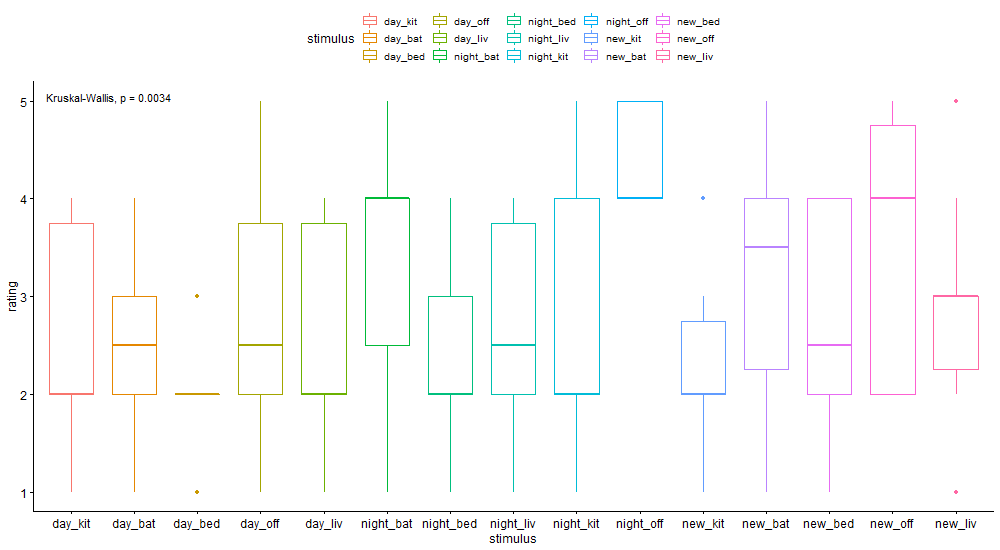 day_kit day_off night_bed night_off new_bed
stimulus day_bat day_liv night_liv new_kit new_off
day_bed night_bat night_kit new_bat new_liv
Kruskal-Wallis, p = 0.0034
5
4
3
2
1
rating
day_kit day_bat day_bed day_off day_liv night_bat night_bed night_liv night_kit night_off new_kit new_bat new_bed new_off new_liv
stimulus